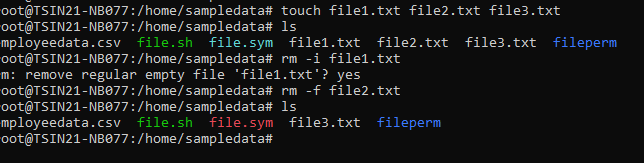 oot@TSIN21-NB077:/home/sampledata# touch file1.txt file2.txt file3.txt
oot@TSIN21-NB077:/home/sampledata# ls
mployeedata.csv file.sh file.sym file1.txt file2.txt file3.txt fileperm
oot@TSIN21-NB077:/home/sampledata# rm -i file1.txt
m: remove regular empty file 'file1.txt'? yes
oot@TSIN21-NB077:/home/sampledata# rm -f file2.txt
oot@TSIN21-NB077:/home/sampledata# ls
mployeedata.csv file.sh file.sym file3.txt fileperm
oot@TSIN21-NB077:/home/sampledata#